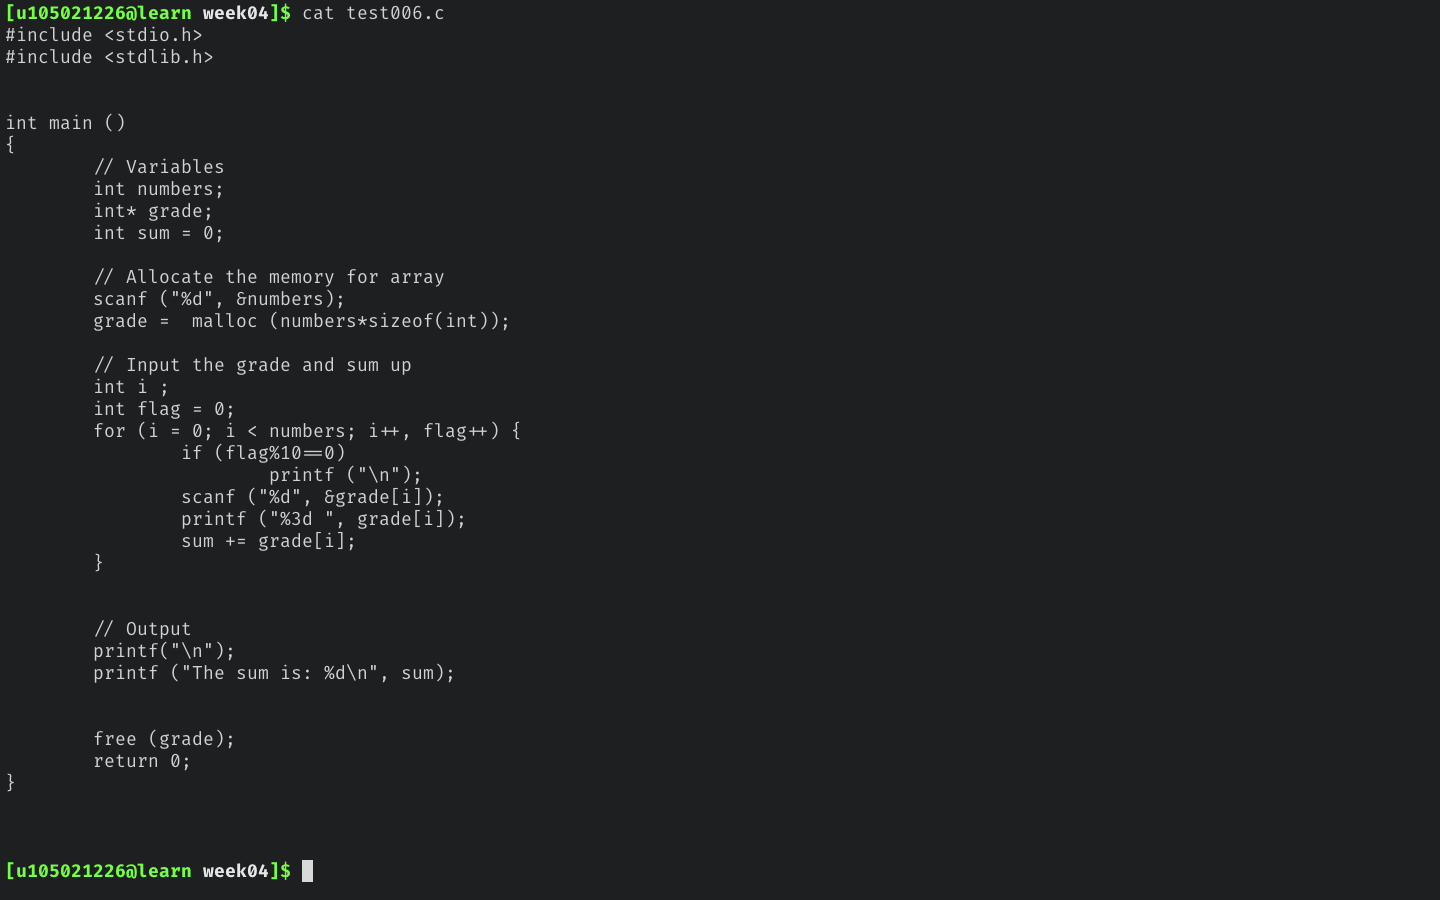 [u105021226@learn week04]$ cat test006.c
#include <stdio.h>
#include <stdlib.h>
int main ()
{
        // Variables
        int numbers;
        int* grade;
        int sum = 0;
        // Allocate the memory for array
        scanf ("%d", &numbers);
        grade =  malloc (numbers*sizeof(int));
        // Input the grade and sum up
        int i ;
        int flag = 0;
        for (i = 0; i < numbers; i++, flag++) {
                if (flag%10==0)
                        printf ("\n");
                scanf ("%d", &grade[i]);
                printf ("%3d ", grade[i]);
                sum += grade[i];
        }
        // Output
        printf("\n");
        printf ("The sum is: %d\n", sum);
        free (grade);
        return 0;
}
[u105021226@learn week04]$